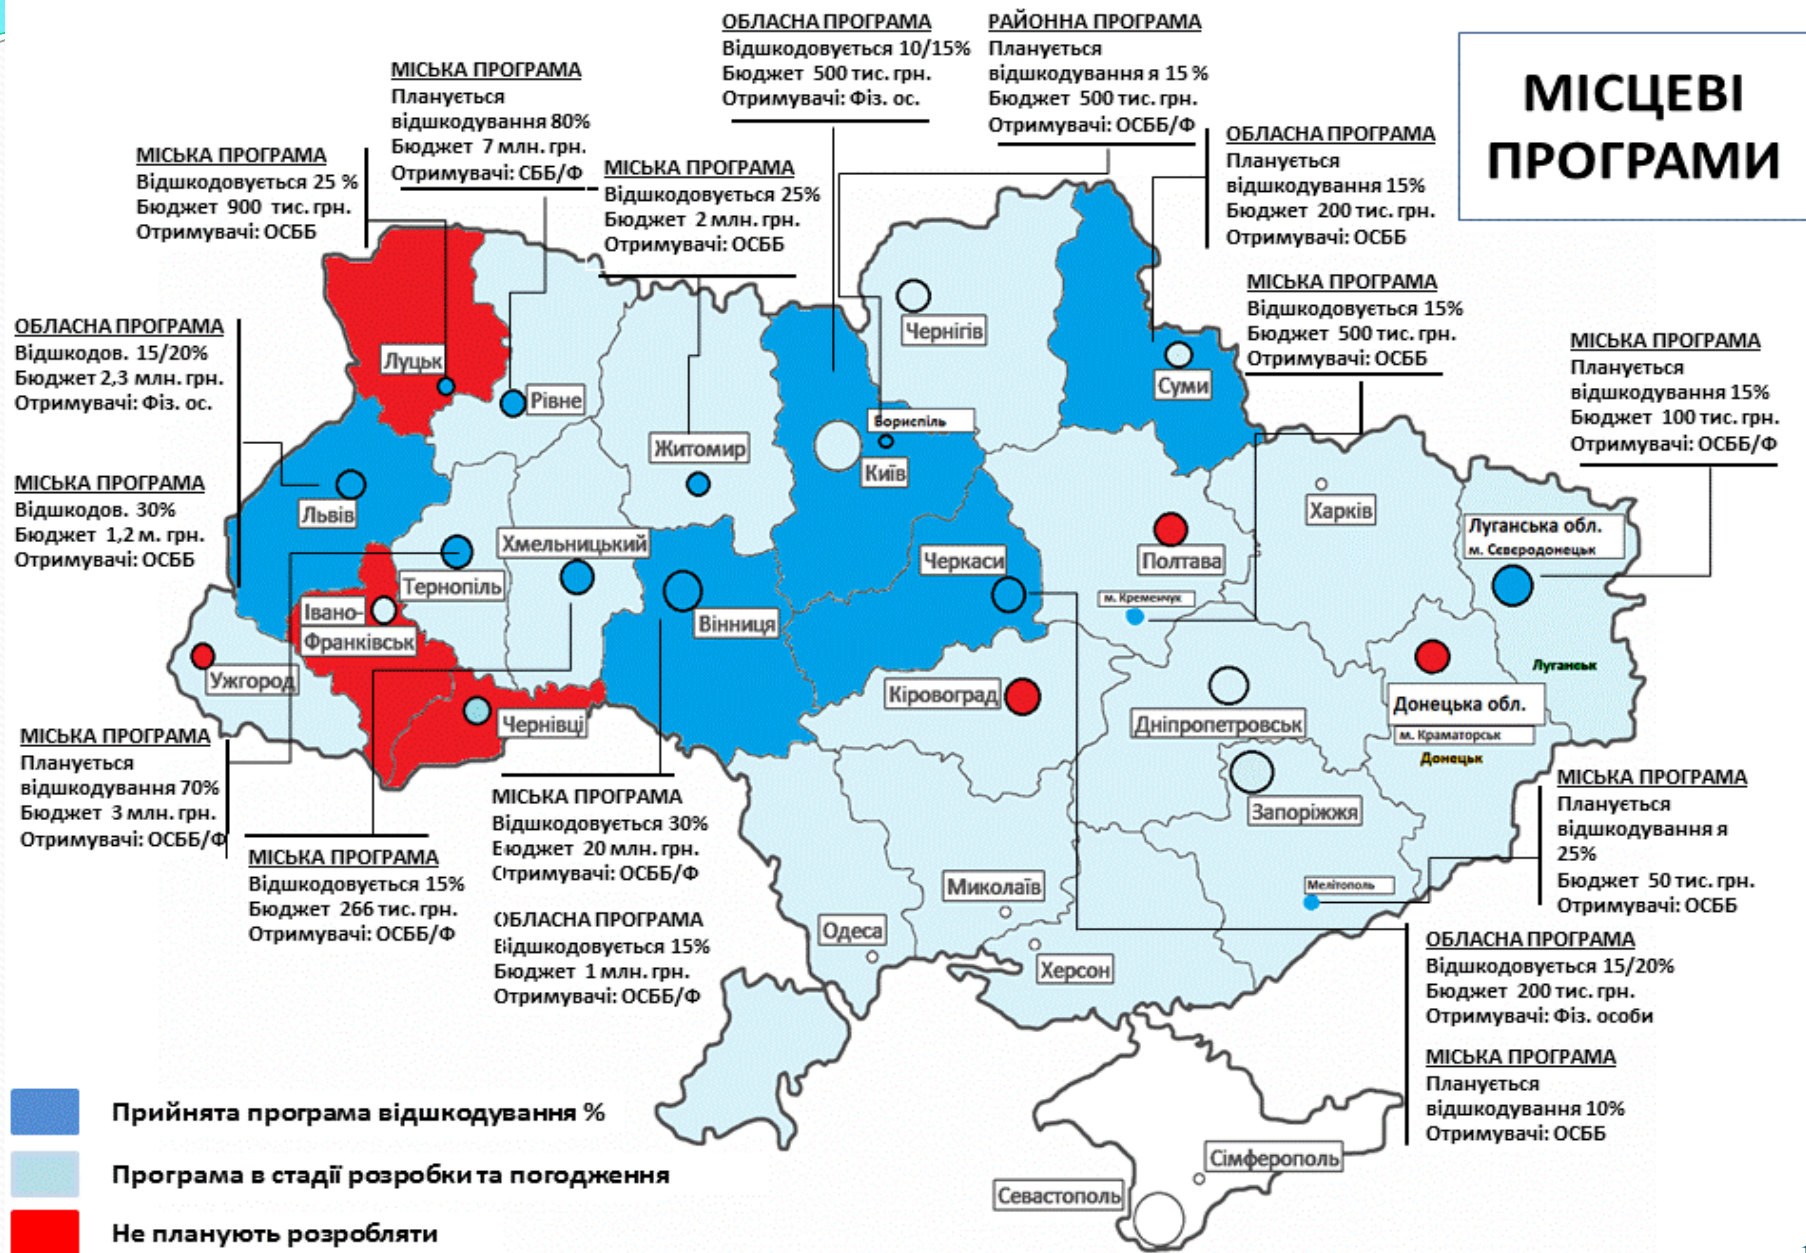 МІСЦЕВІ
ПРОГРАМИ
ОБЛАСНА ПРОГРАМА
Відшкодовується 10/15%
Бюджет 500 тис. грн.
Отримувачі: Фіз. ос.
РАЙОННА ПРОГРАМА
Планується
відшкодування я 15 %
Бюджет 500 тис. грн.
Отримувачі: ОСББ/Ф
МІСЬКА ПРОГРАМА
Планується
відшкодування 80%
Бюджет 7 млн. грн.
Отримувачі: СББ/Ф
МІСЬКА ПРОГРАМА
Відшкодовується 25 %
Бюджет 900 тис. грн.
Отримувачі: ОСББ
МІСЬКА ПРОГРАМА
Відшкодовується 25%
Бюджет 2 млн. грн.
Отримувачі: ОСББ
ОБЛАСНА ПРОГРАМА
Планується
відшкодування 15%
Бюджет 200 тис. грн.
Отримувачі: ОСББ
МІСЬКА ПРОГРАМА
Відшкодовується 15%
Бюджет 500 тис. грн.
Отримувачі: ОСББ
МІСЬКА ПРОГРАМА
Планується
відшкодування 15%
Бюджет 100 тис. грн.
Отримувачі: ОСББ/Ф
ОБЛАСНА ПРОГРАМА
Відшкодов. 15/20%
Бюджет 2,3 млн. грн.
Отримувачі: Фіз. ос.
МІСЬКА ПРОГРАМА
Відшкодов. 30%
Бюджет 1,2 м. грн.
Отримувачі: ОСББ
Луцьк
Рівне
Житомир
Чернігів
Суми
Бориспіль
Київ
Львів
Тернопіль
Хмельницький
Вінниця
Черкаси
Полтава
м. Кременчук
Харків
Луганська обл.
м. Сєвєродонецьк
Луганськ
Івано-
Франківськ
Ужгород
Чернівці
Кіровоград
Дніпропетровськ
Донецька обл.
м. Краматорськ
Донецьк
Запоріжжя
Мелітополь
Миколаїв
Одеса
Херсон
Сімферополь
Севастополь
МІСЬКА ПРОГРАМА
Планується
відшкодування 70%
Бюджет 3 млн. грн.
Отримувачі: ОСББ/Ф
МІСЬКА ПРОГРАМА
Відшкодовується 15%
Бюджет 266 тис. грн.
Отримувачі: ОСББ/Ф
МІСЬКА ПРОГРАМА
Відшкодовується 30%
Бюджет 20 млн. грн.
Отримувачі: ОСББ/Ф
ОБЛАСНА ПРОГРАМА
Відшкодовується 15%
Бюджет 1 млн. грн.
Отримувачі: ОСББ/Ф
МІСЬКА ПРОГРАМА
Планується
відшкодування я
25%
Бюджет 50 тис. грн.
Отримувачі: ОСББ
ОБЛАСНА ПРОГРАМА
Відшкодовується 15/20%
Бюджет 200 тис. грн.
Отримувачі: Фіз. особи
МІСЬКА ПРОГРАМА
Планується
відшкодування 10%
Отримувачі: ОСББ
Прийнята програма відшкодування %
Програма в стадії розробки та погодження
Не планують розробляти